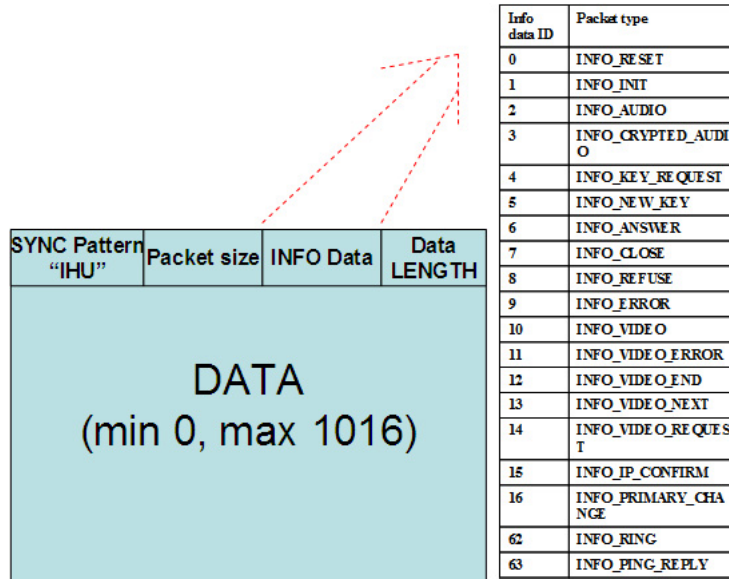 SYNC Pattern
“IHU”
Packet size
INFO Data
Data
LENGTH
DATA
(min 0, max 1016)
Info
data ID
Packet type
0 INFO_RESET
1 INFO_INIT
2 INFO_AUDIO
3 INFO_CRYPTED_AUDI
O
4 INFO_KEY_REQUEST
5 INFO_NEW_KEY
6 INFO_ANSWER
7 INFO_CLOSE
8 INFO_REFUSE
9 INFO_ERROR
10 INFO_VIDEO
11 INFO_VIDEO_ERROR
12 INFO_VIDEO_END
13 INFO_VIDEO_NEXT
14 INFO_VIDEO_REQUES
T
15 INFO_IP_CONFIRM
16 INFO_PRIMARY_CHA
NGE
62 INFO_RING
63 INFO_PING_REPLY